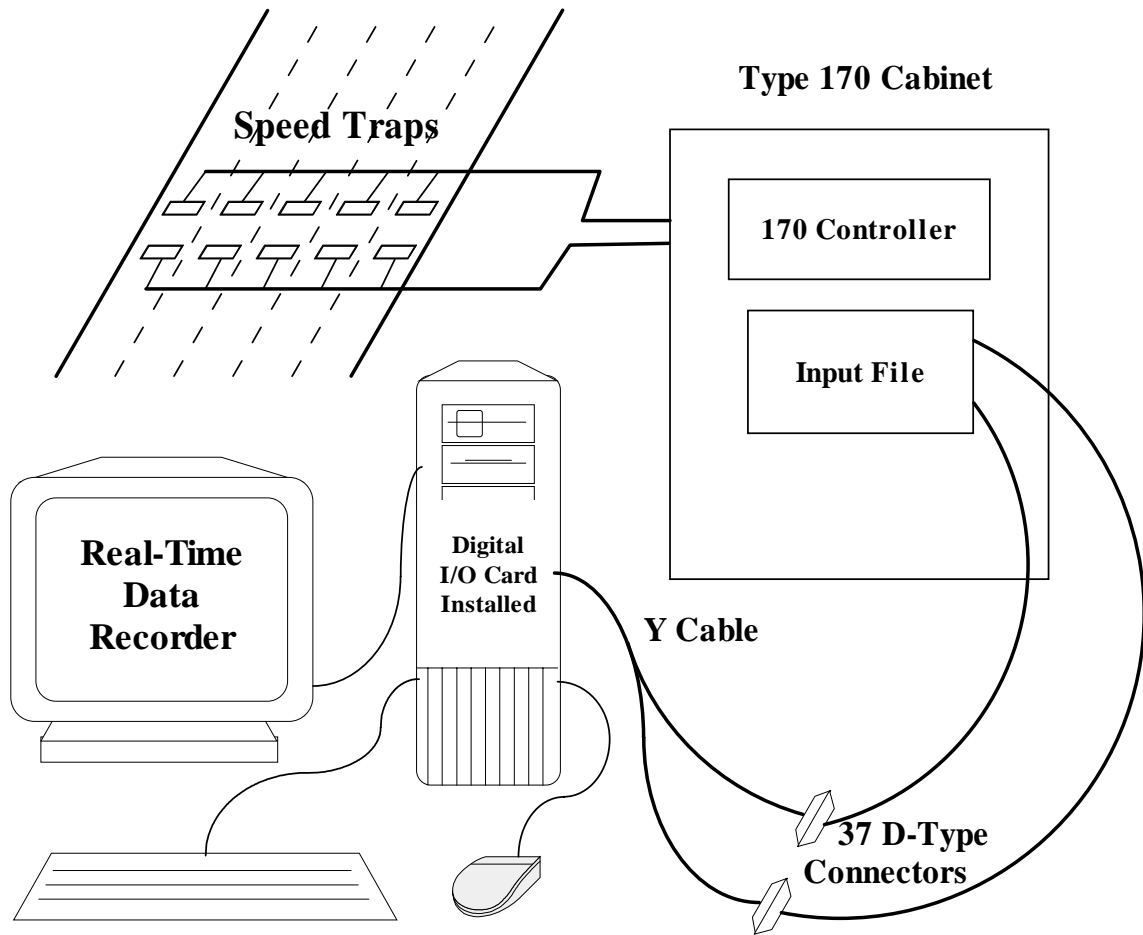 Type 170 Cabinet
Speed Traps
170 Controller
Input File
Real-Time
Data
Recorder
Digital
I/O Card
Installed
Y Cable
37 D-Type
Connectors